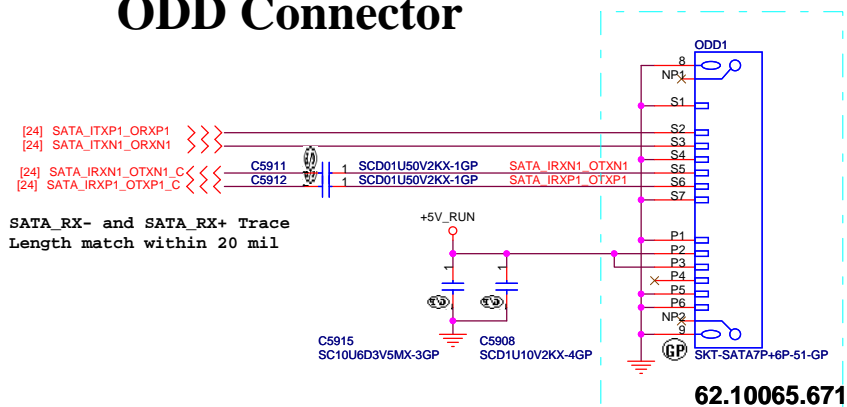 ODD Connector
ODD1
8
NP1
S1
[24] SATA_ITXP1_ORXP1
S2
[24] SATA_ITXN1_ORXN1
S3
S4
[24] SATA_IRXN1_OTXN1_C
C5911
1
SCD01U50V2KX-1GP
SATA_IRXN1_OTXN1
S5
[24] SATA_IRXP1_OTXP1_C
C5912
1
SCD01U50V2KX-1GP
SATA_IRXP1_OTXP1
S6
S7
SATA_RX- and SATA_RX+ Trace
Length match within 20 mil
+5V_RUN
P1
P2
P3
1
1
P4
P5
P6
NP2
9
C5915
SC10U6D3V5MX-3GP
C5908
SCD1U10V2KX-4GP
GP
SKT-SATA7P+6P-51-GP
62.10065.671